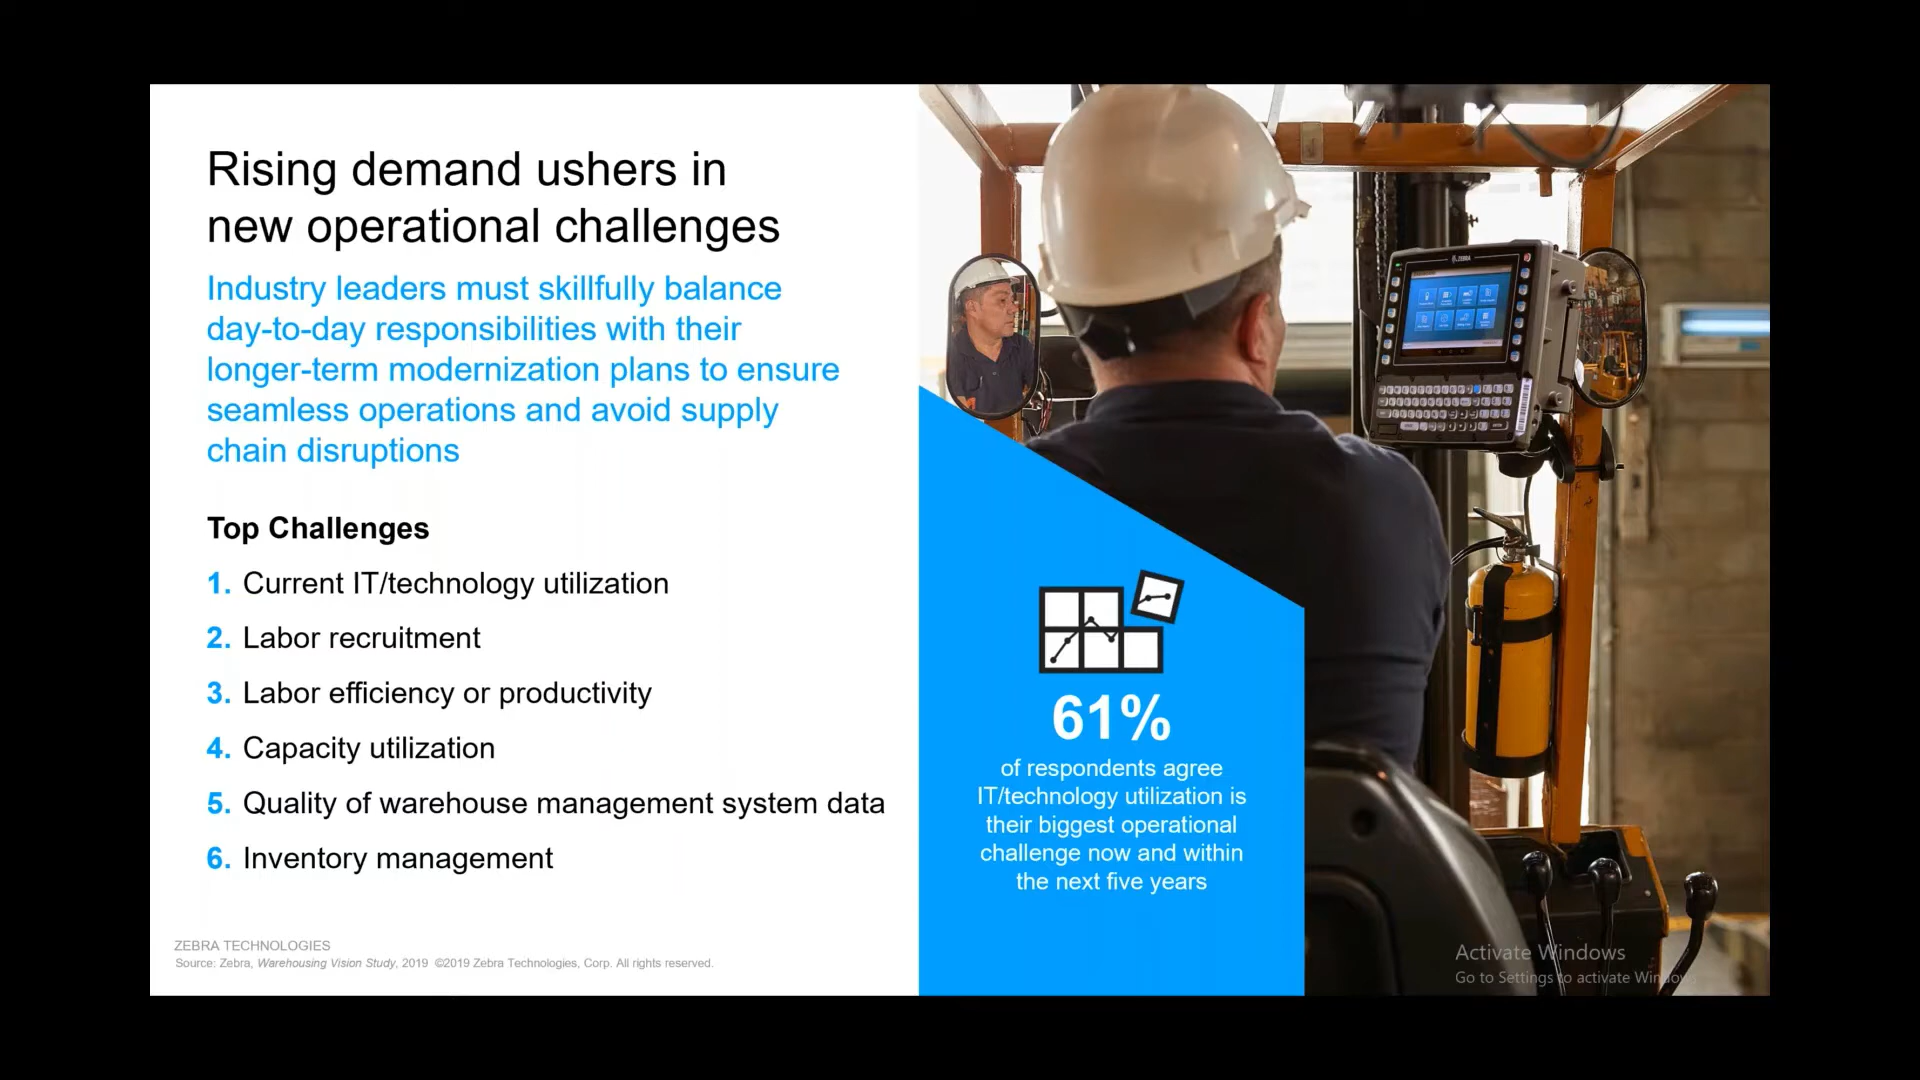 Rising demand ushers in
new operational challenges
Industry leaders must skillfully balance
day-to-day responsibilities with their
longer-term modernization plans to ensure
seamless operations and avoid supply
chain disruptions
Top Challenges
1. Current IT/technology utilization
2. Labor recruitment
3. Labor efficiency or productivity
4. Capacity utilization
5. Quality of warehouse management system data
6. Inventory management
ZEBRA TECHNOLOGIES
Source: Zebra, Warehousing Vision Study, 2019 ©2019 Zebra Technologies, Corp. All rights reserved.
ZEBRA
61%
of respondents agree
IT/technology utilization is
their biggest operational
challenge now and within
the next five years
Activate Windows
Go to Settings to activate Windows